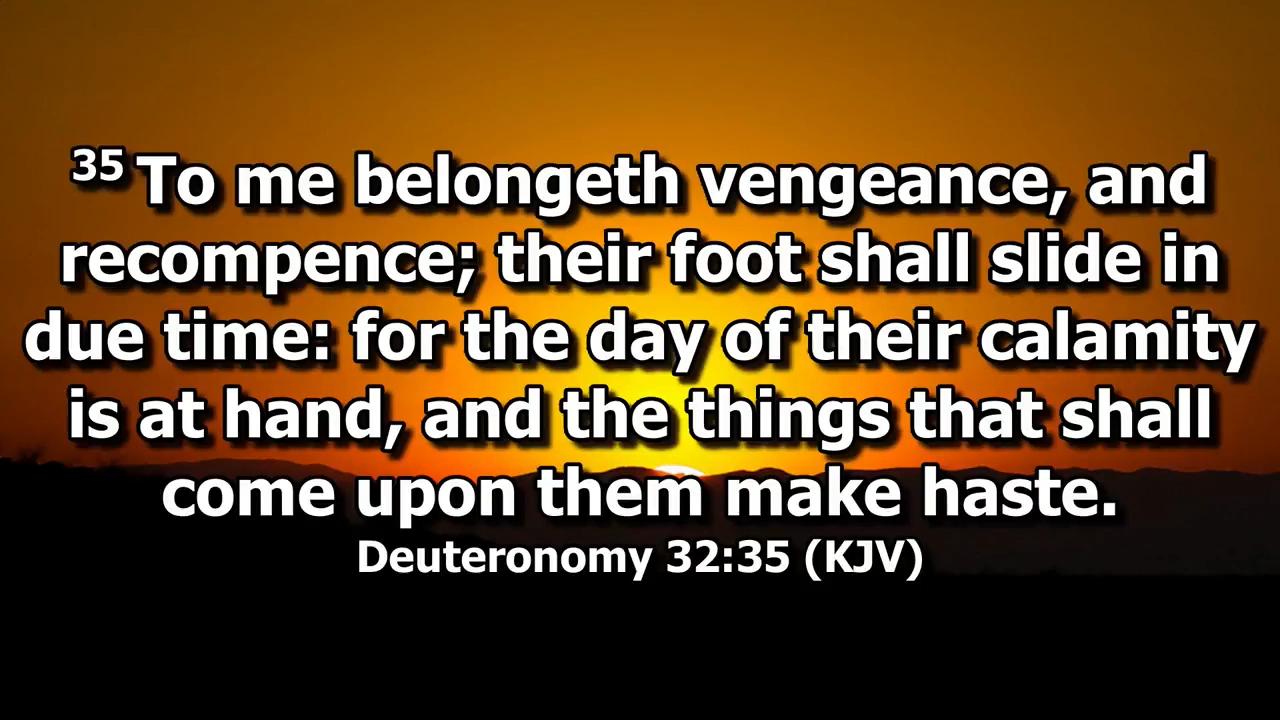 35 To me belongeth vengeance, and
recompence; their foot shall slide in
due time: for the day of their calamity
is at hand, and the things that shall
come upon them make haste.
Deuteronomy 32:35 (KJV)